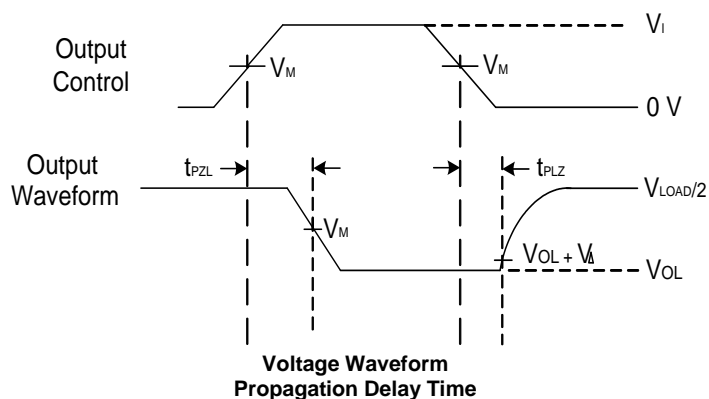 Output
Control
VM
VM
VI
0 V
Output
Waveform
tPZL
tPLZ
VM
VLOAD/2
VOL + VΔ
VOL
Voltage Waveform
Propagation Delay Time